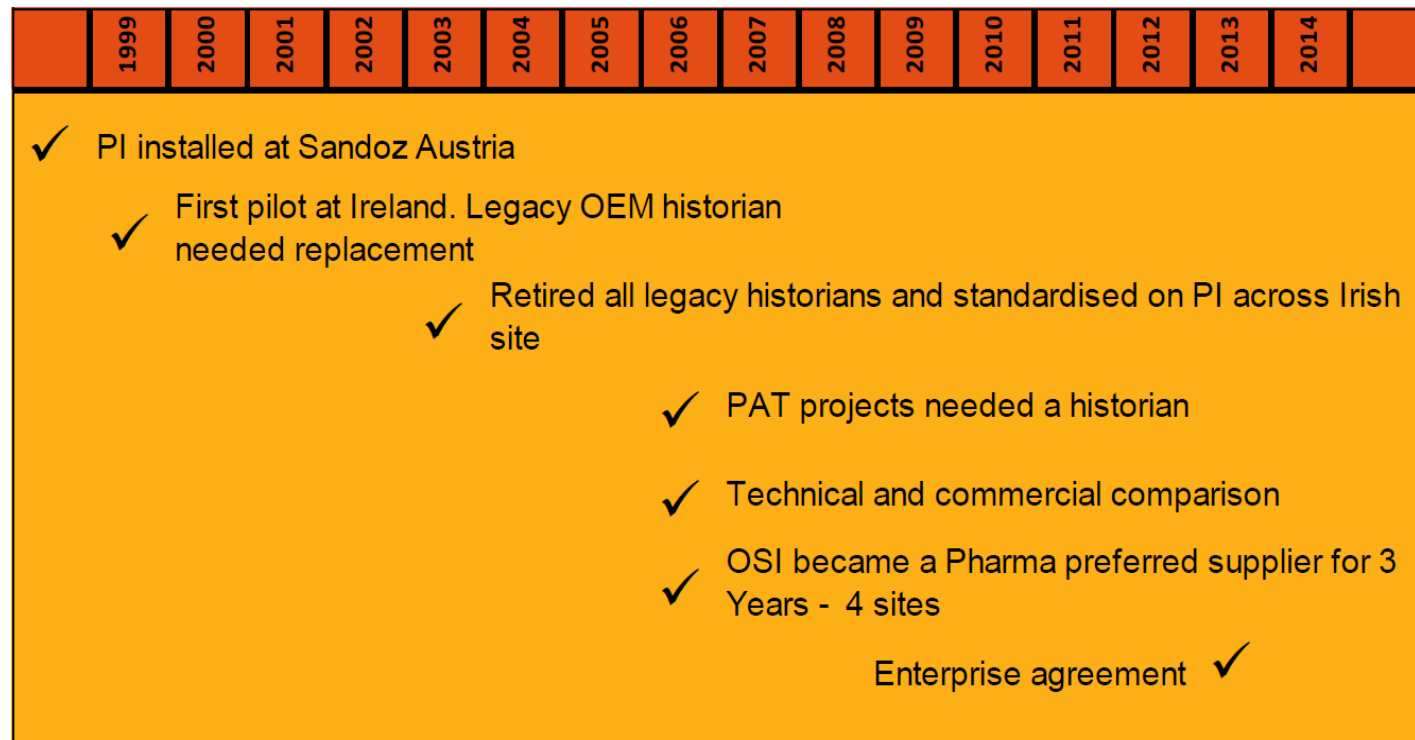 1999 2000 2001 2002 2003 2004 2005 2006 2007 2008 2009 2010 2011 2012 2013 2014
PI installed at Sandoz Austria
First pilot at Ireland. Legacy OEM historian
needed replacement
Retired all legacy historians and standardised on PI across Irish
site
PAT projects needed a historian
Technical and commercial comparison
OSI became a Pharma preferred supplier for 3
Years - 4 sites
Enterprise agreement